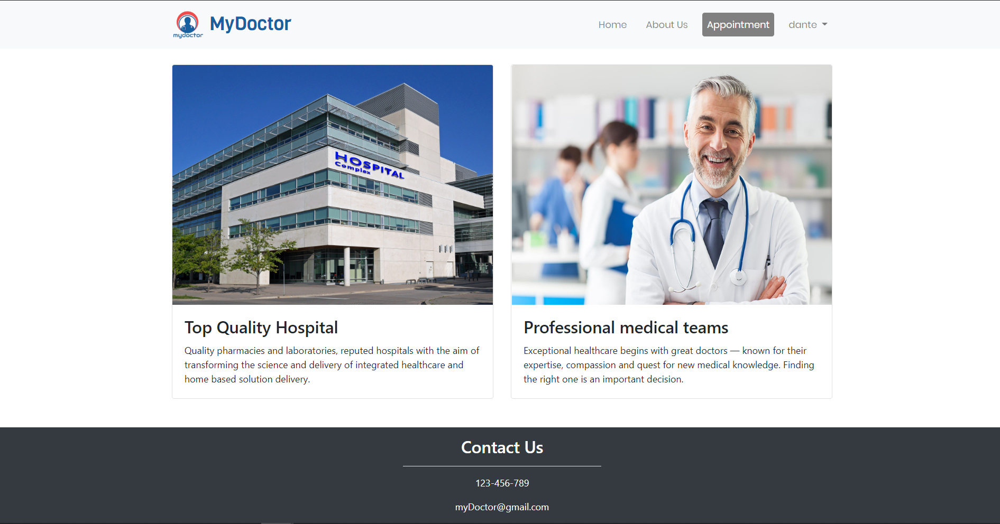 mydoctor
MyDoctor
Home
About Us
Appointment
dante
HOSPITAL
Complex
Top Quality Hospital
Quality pharmacies and laboratories, reputed hospitals with the aim of
transforming the science and delivery of integrated healthcare and
home based solution delivery.
Professional medical teams
Exceptional healthcare begins with great doctors — known for their
expertise, compassion and quest for new medical knowledge. Finding
the right one is an important decision.
Contact Us
123-456-789
myDoctor@gmail.com